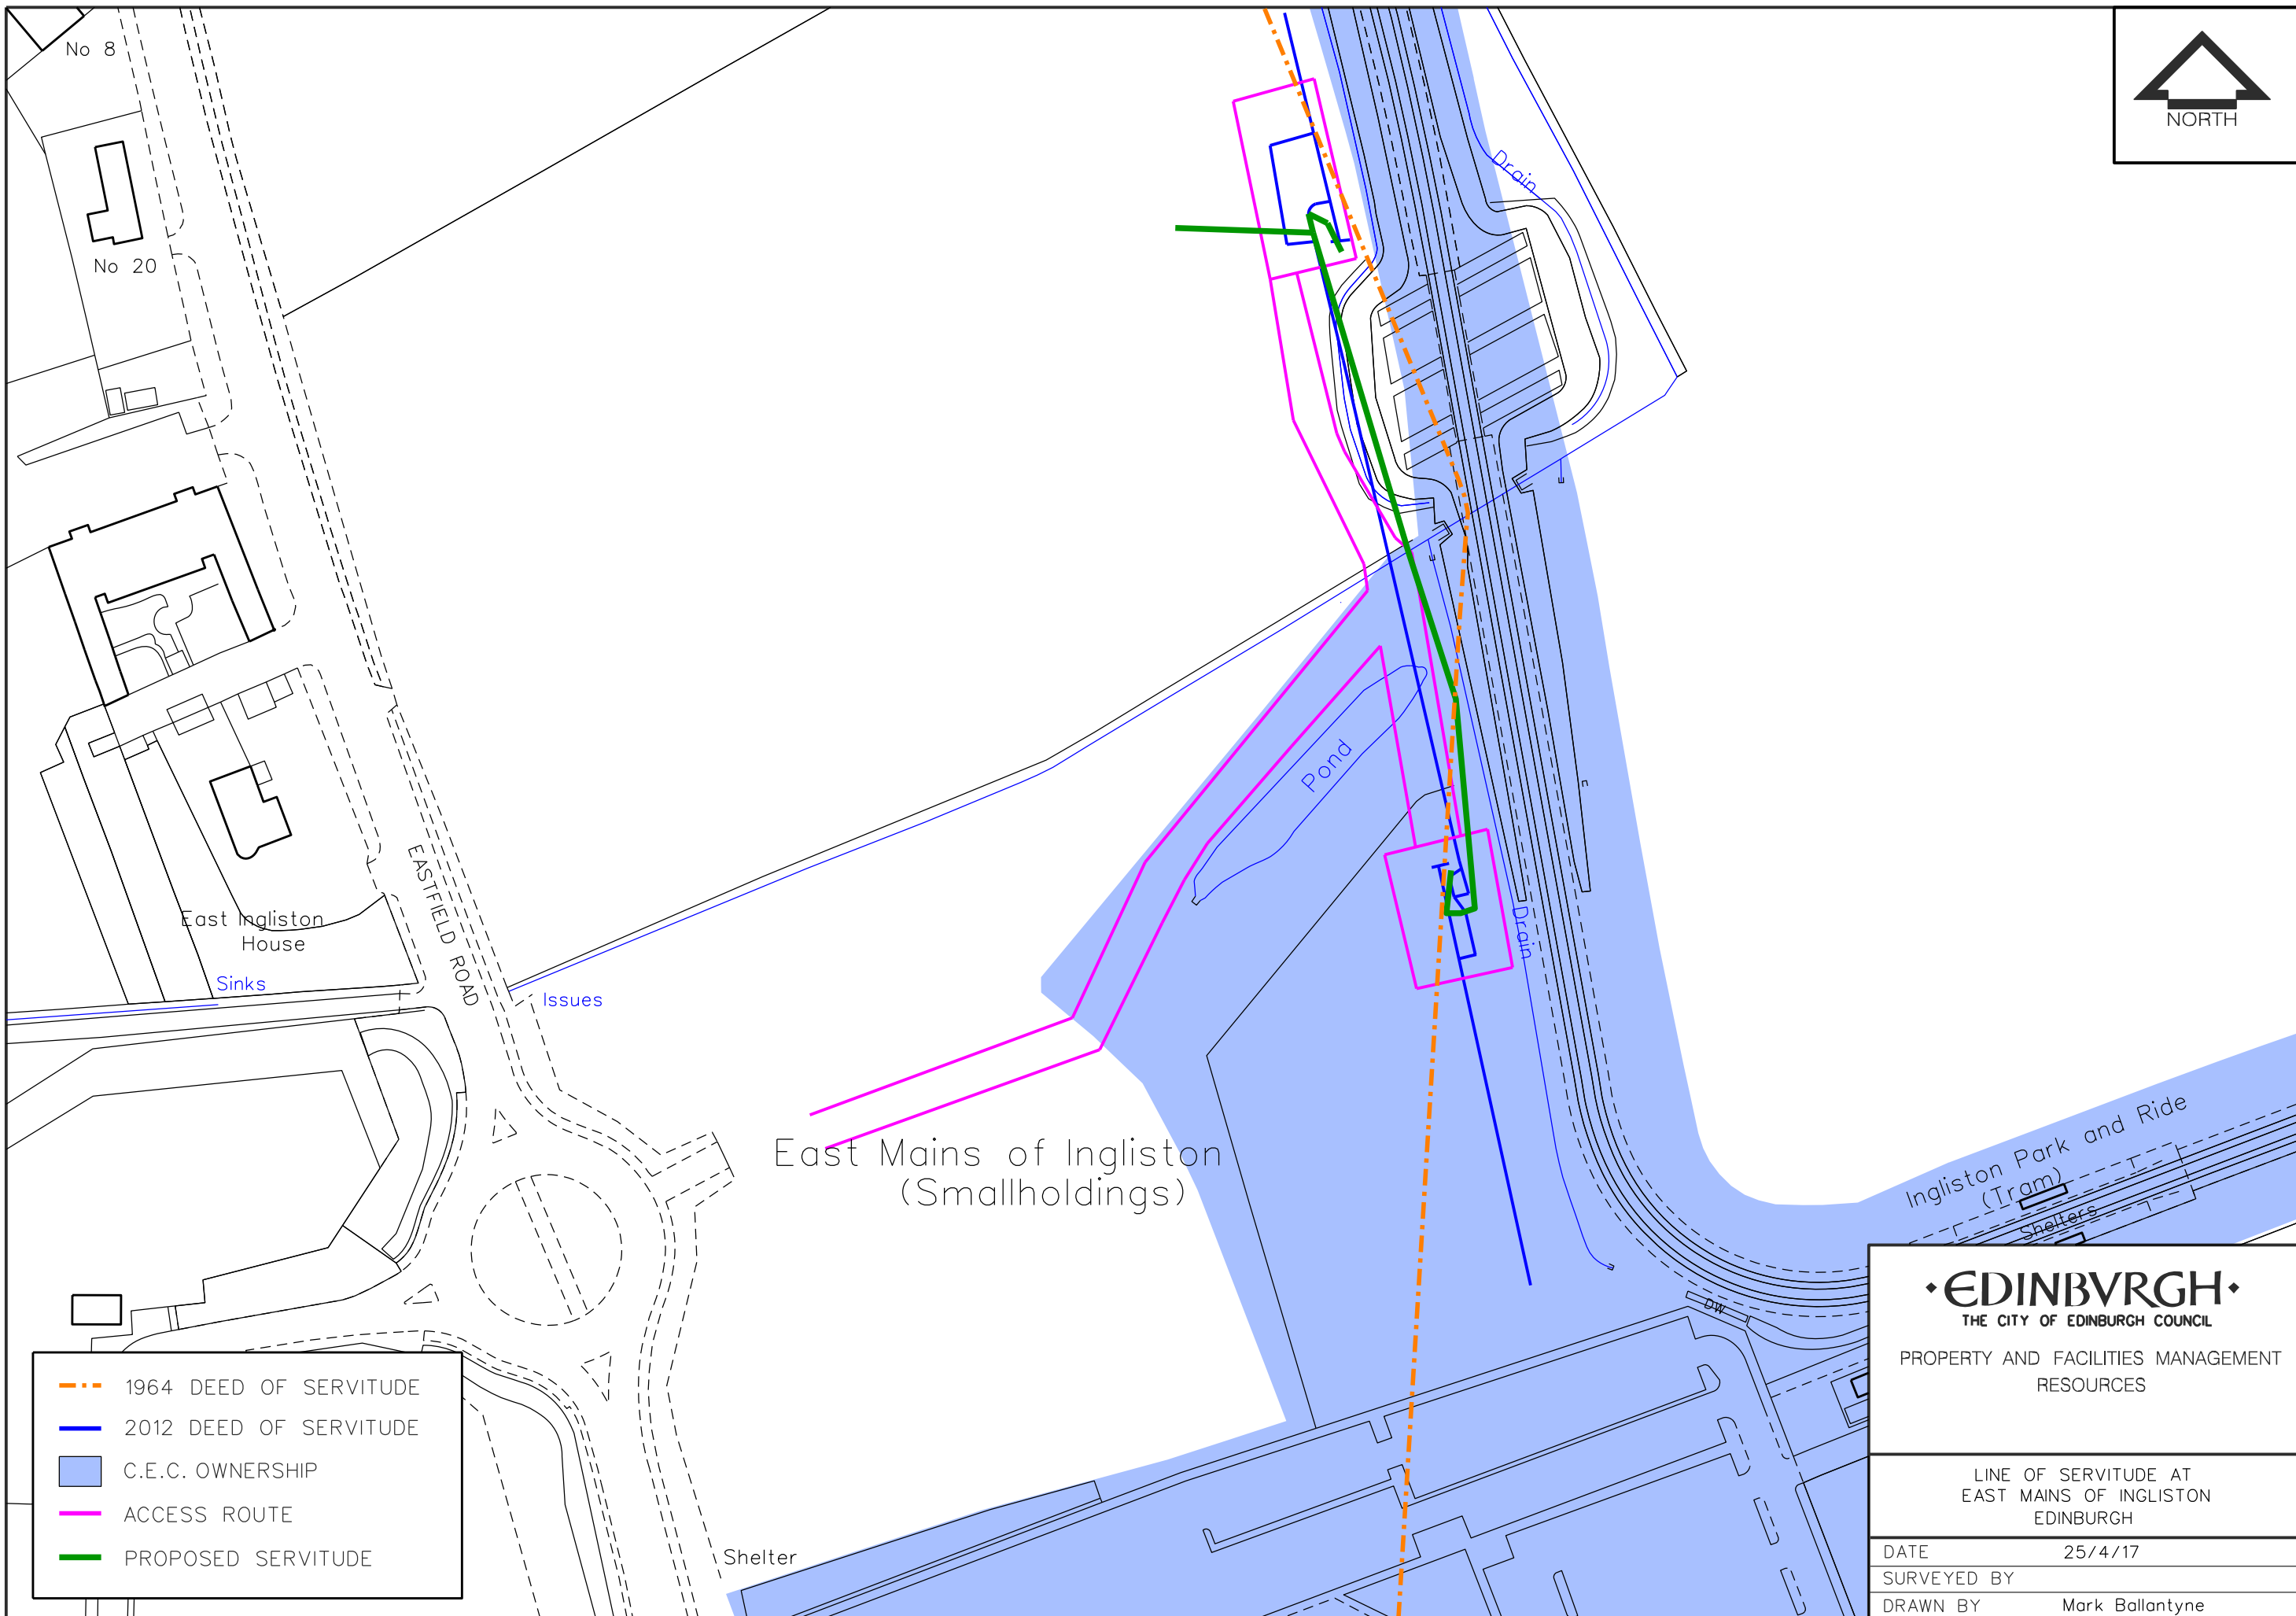 No 8
NORTH
Drain
No 20
Pond
EASTFIELD ROAD
East Ingliston
House
Drain
Sinks
Issues
East Mains of Ingliston
(Smallholdings)
Ingliston Park and Ride
(Tram)
Shelters
DW
Shelter
1964 DEED OF SERVITUDE
2012 DEED OF SERVITUDE
C.E.C. OWNERSHIP
ACCESS ROUTE
PROPOSED SERVITUDE
•EDINBVRGH•
THE CITY OF EDINBURGH COUNCIL
PROPERTY AND FACILITIES MANAGEMENT
RESOURCES
LINE OF SERVITUDE AT
EAST MAINS OF INGLISTON
EDINBURGH
DATE 25/4/17
SURVEYED BY
DRAWN BY Mark Ballantyne